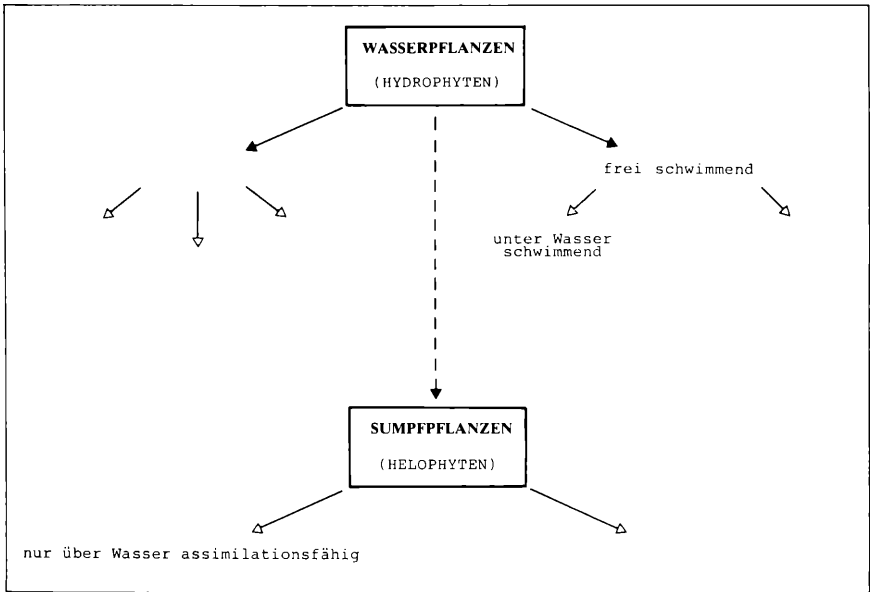 WASSERPFLANZEN
(HYDROPHYTEN)
frei schwimmend
unter Wasser
schwimmend
SUMPFPFLANZEN
(HELOPHYTEN)
nur über Wasser assimilationsfähig